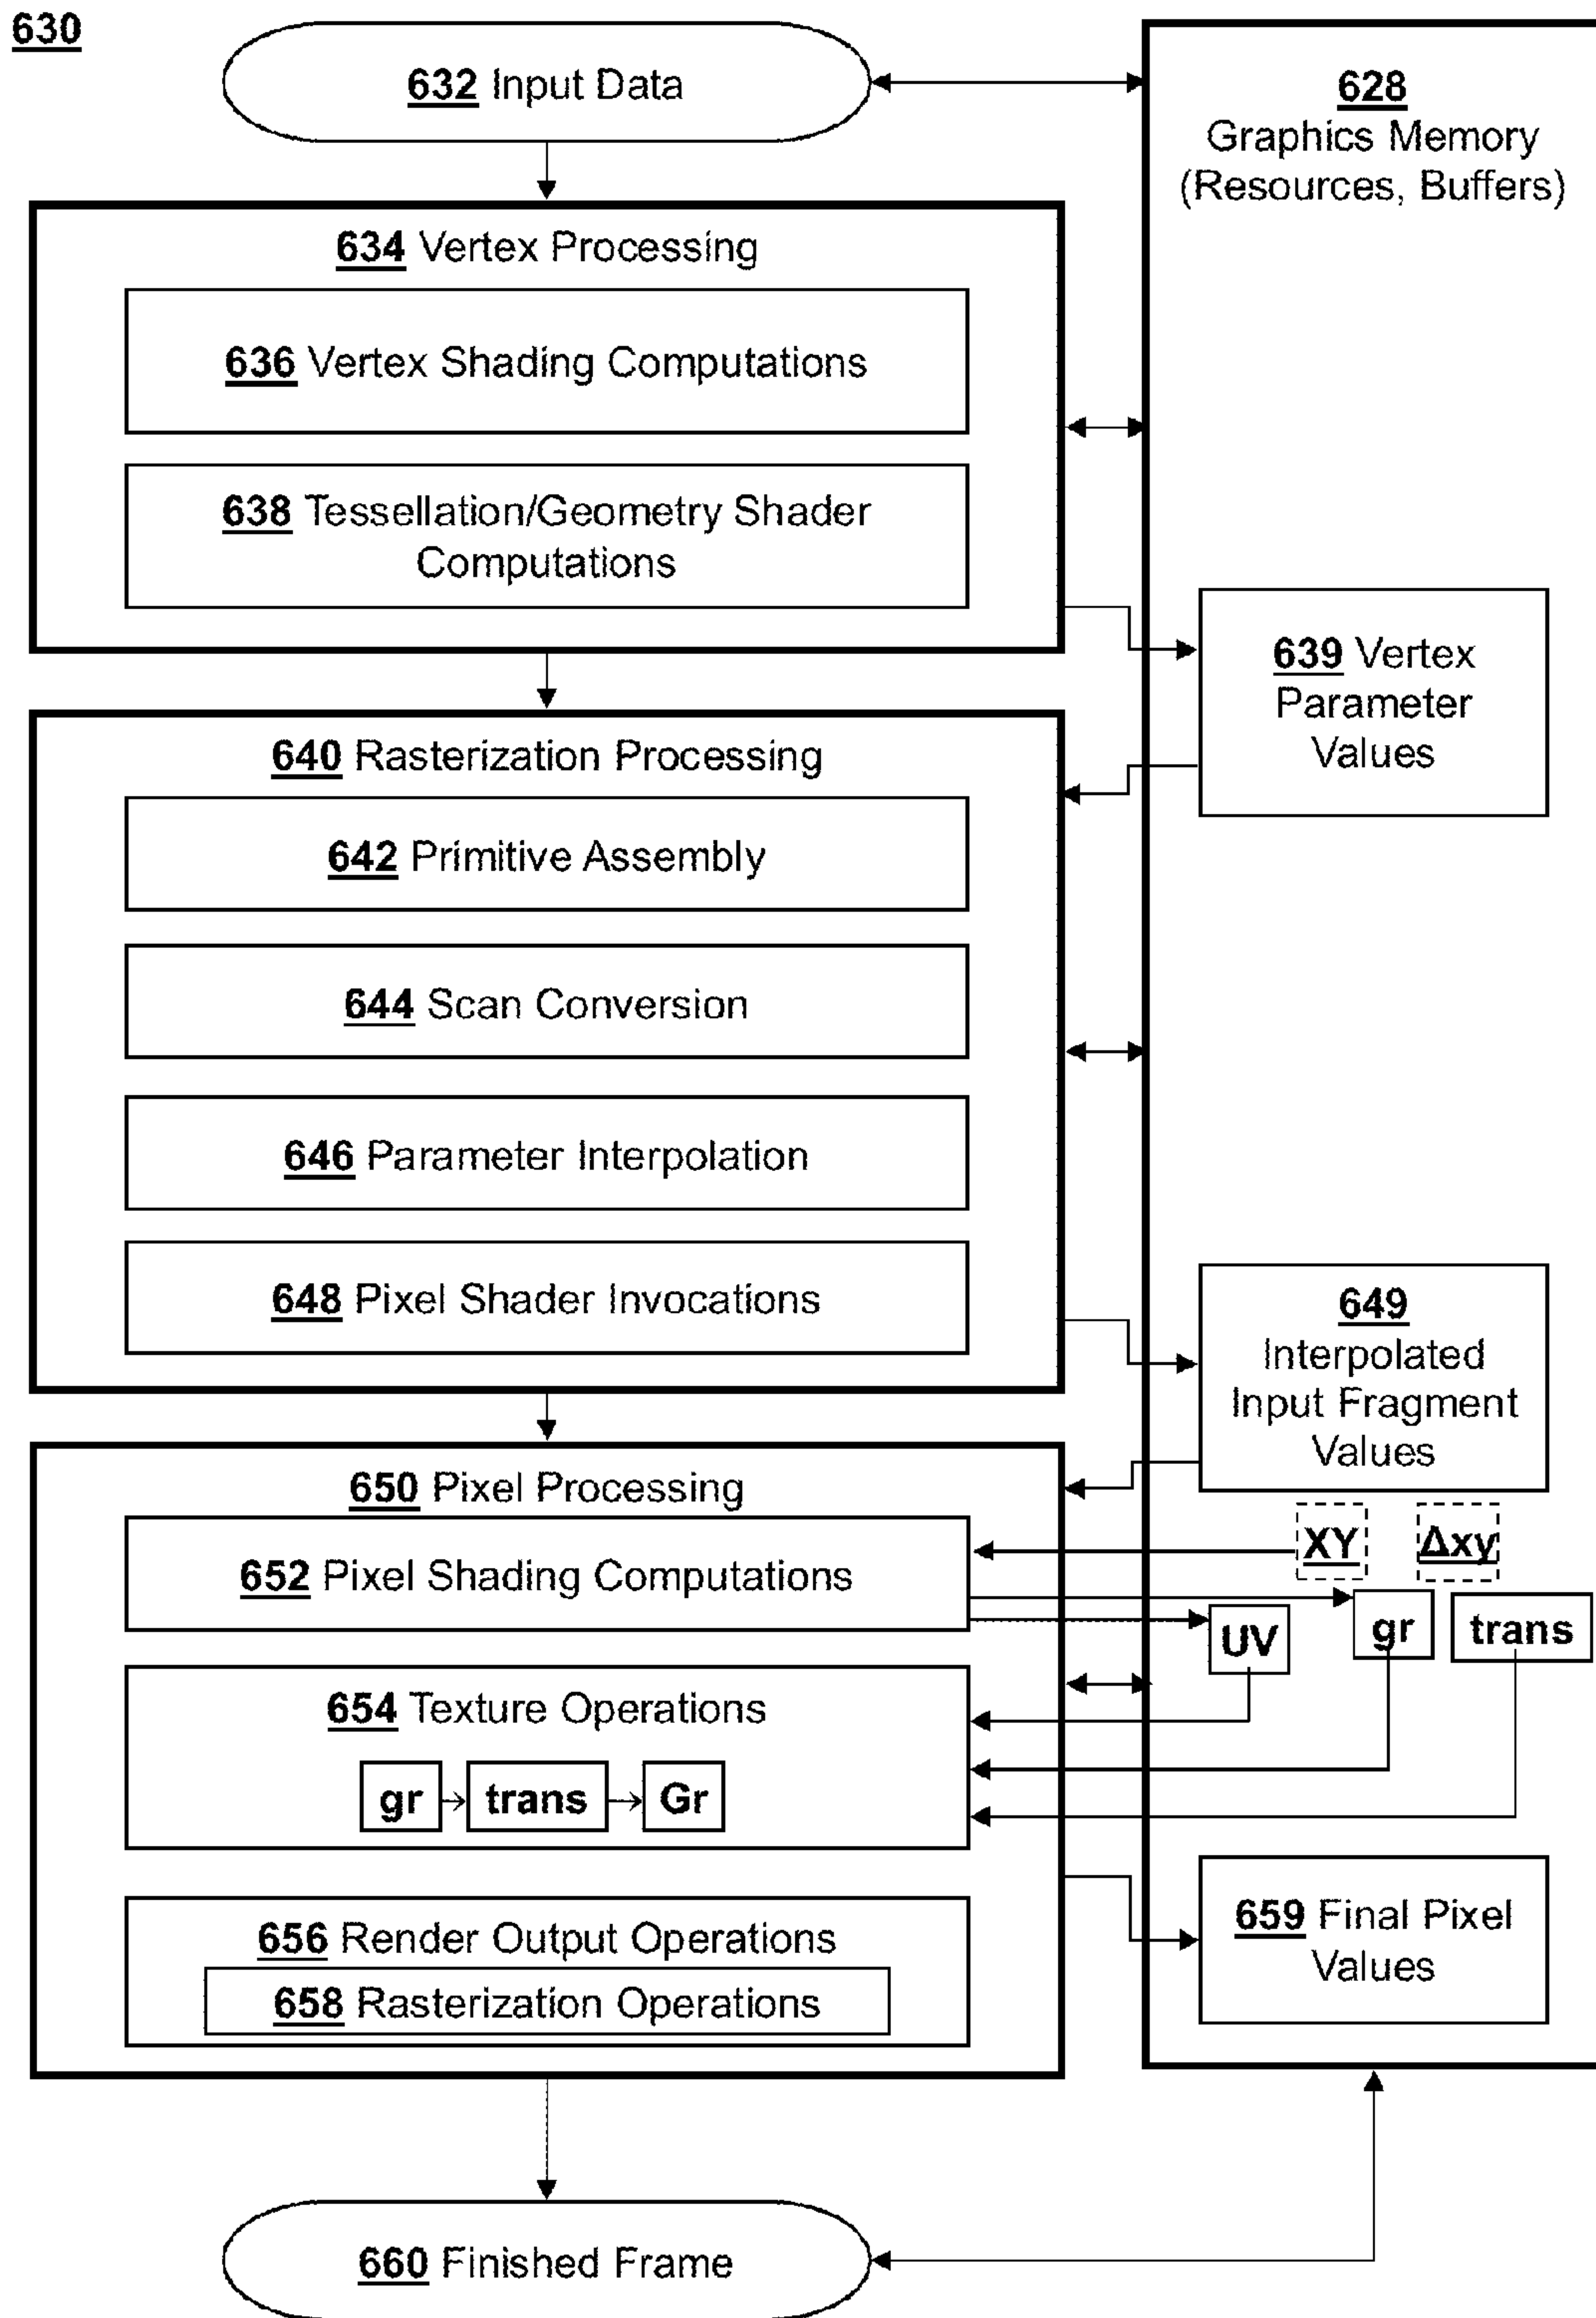 630
632 Input Data
628
Graphics Memory
(Resources, Buffers)
634 Vertex Processing
636 Vertex Shading Computations
638 Tessellation/Geometry Shader
Computations
639 Vertex
Parameter
Values
640 Rasterization Processing
642 Primitive Assembly
644 Scan Conversion
646 Parameter Interpolation
648 Pixel Shader Invocations
649
Interpolated
Input Fragment
Values
650 Pixel Processing
652 Pixel Shading Computations
XY
Δxy
UV
gr
trans
654 Texture Operations
gr
trans
Gr
656 Render Output Operations
658 Rasterization Operations
659 Final Pixel
Values
660 Finished Frame